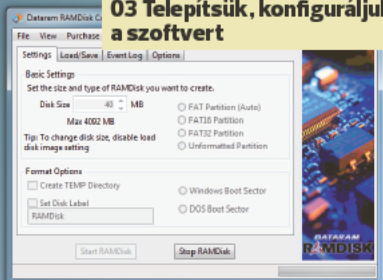 03 Telepítsük, konfiguráljuk
a szoftvert
Dataram RAMDisk C
File View Purchase
Settings Load/Save Event Log Options
Basic Settings
Set the size and type of RAMDisk you want to create.
Disk Size 40 MB
Max 4092 MB
Tip: To change disk size, disable load
disk image setting
FAT Partition (Auto)
FAT16 Partition
FAT32 Partition
Unformatted Partition
Format Options
Create TEMP Directory
Set Disk Label
RAMDisk
Windows Boot Sector
DOS Boot Sector
Start RAMDisk Stop RAMDisk
DATARAM
RAMDISK